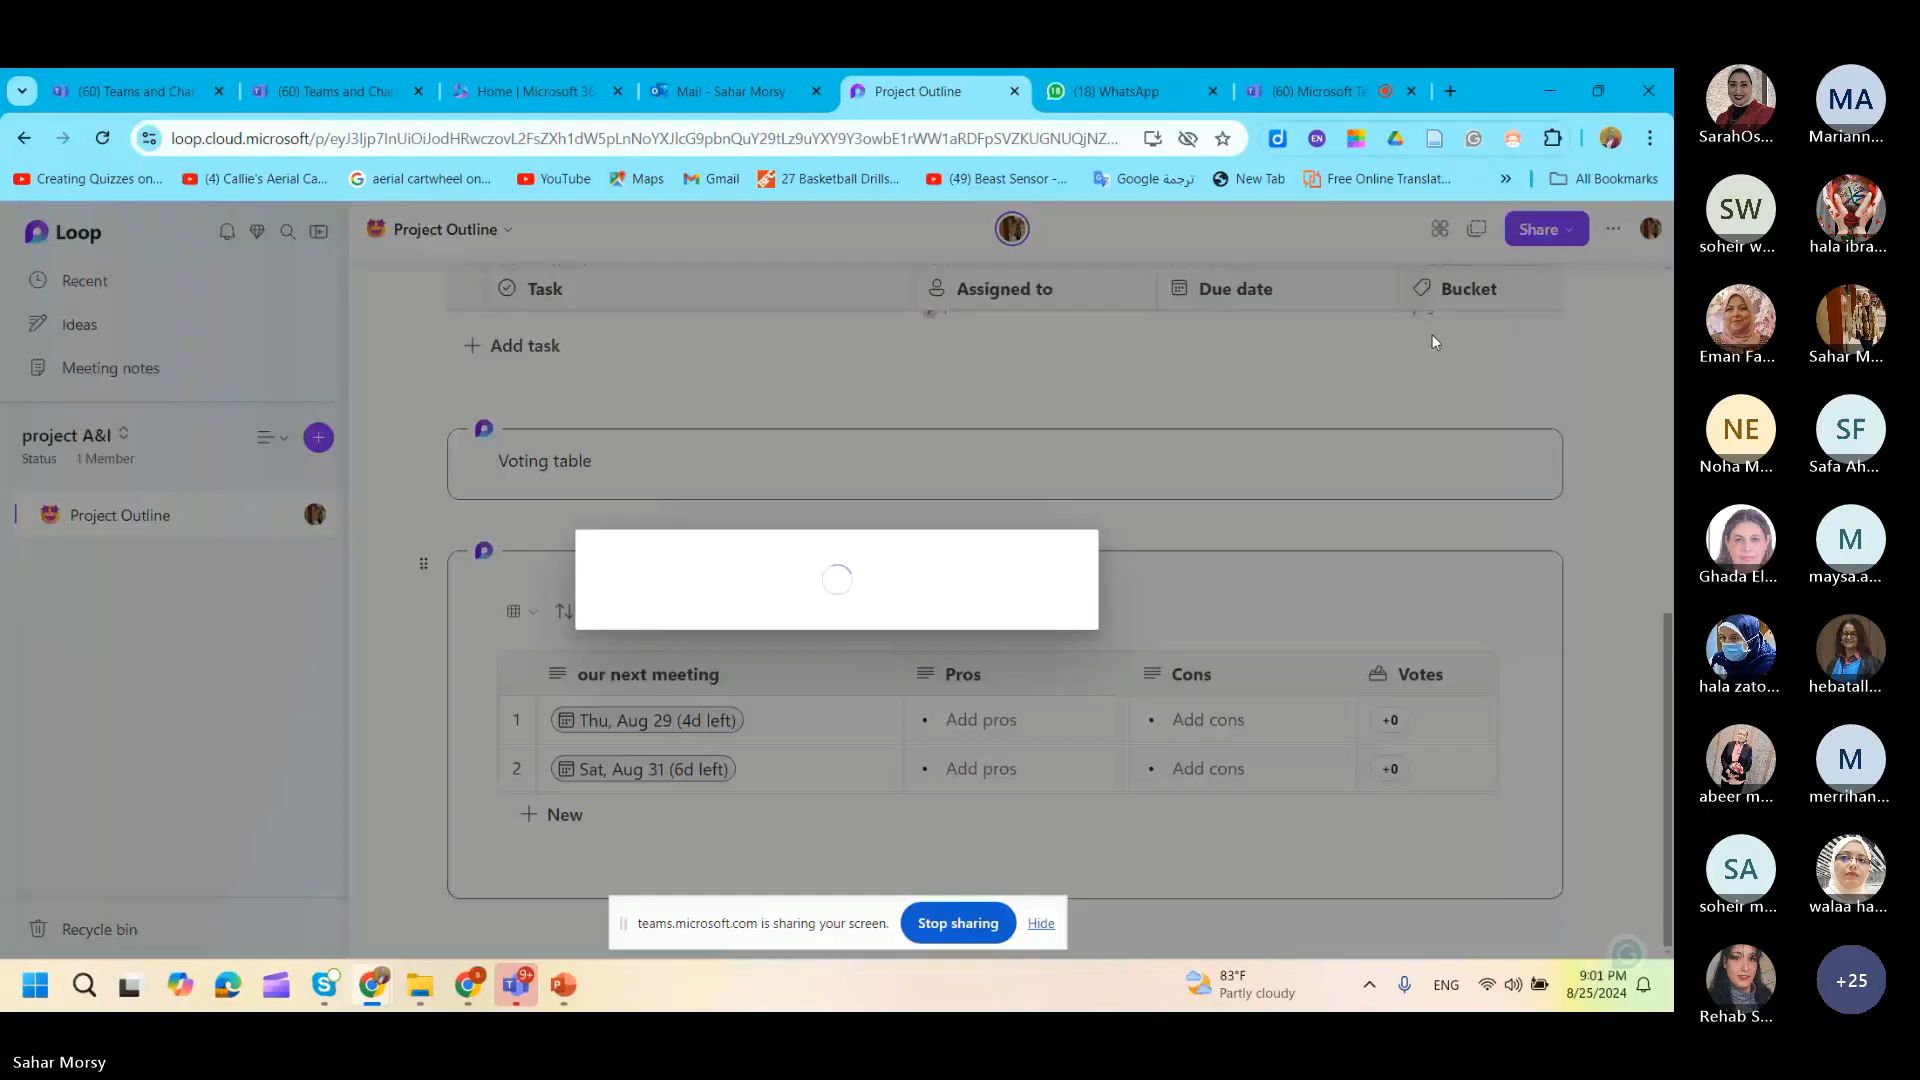 (60) Teams and Chan
(60) Teams and Chan
Home | Microsoft 36
Mail - Sahar Morsy -
Project Outline
(18) WhatsApp
(60) Microsoft Te
loop.cloud.microsoft/p/eyJ3Ijp7InUiOiJodHRwczovL2FsZXh1dW5pLnNoYXJlcG9pbnQuY29tLz9uYXY9Y3owbE1rWW1aRDFpSVZKUGNUQjNZ...
Creating Quizzes on...
(4) Callie's Aerial Ca...
aerial cartwheel on...
YouTube
Maps
Gmail
27 Basketball Drills...
(49) Beast Sensor -...
Google ترجمة
New Tab
Free Online Translat...
All Bookmarks
Loop
Project Outline
Share
Recent
Ideas
Meeting notes
project A&I
Status 1 Member
Project Outline
Recycle bin
Task
Assigned to
Due date
Bucket
Add task
Voting table
our next meeting
Pros
Cons
Votes
1 Thu, Aug 29 (4d left) • Add pros • Add cons +0
2 Sat, Aug 31 (6d left) • Add pros • Add cons +0
New
teams.microsoft.com is sharing your screen.
Stop sharing
Hide
9+
83°F
Partly cloudy
ENG
9:01 PM
8/25/2024
Sahar Morsy
SarahOs...
MA
Mariann...
SW
soheir w...
hala ibra...
Eman Fa...
Sahar M...
NE
Noha M...
SF
Safa Ah...
Ghada El...
M
maysa.a...
hala zato...
hebatall...
abeer m...
M
merrihan...
SA
soheir m...
walaa ha...
Rehab S...
+25